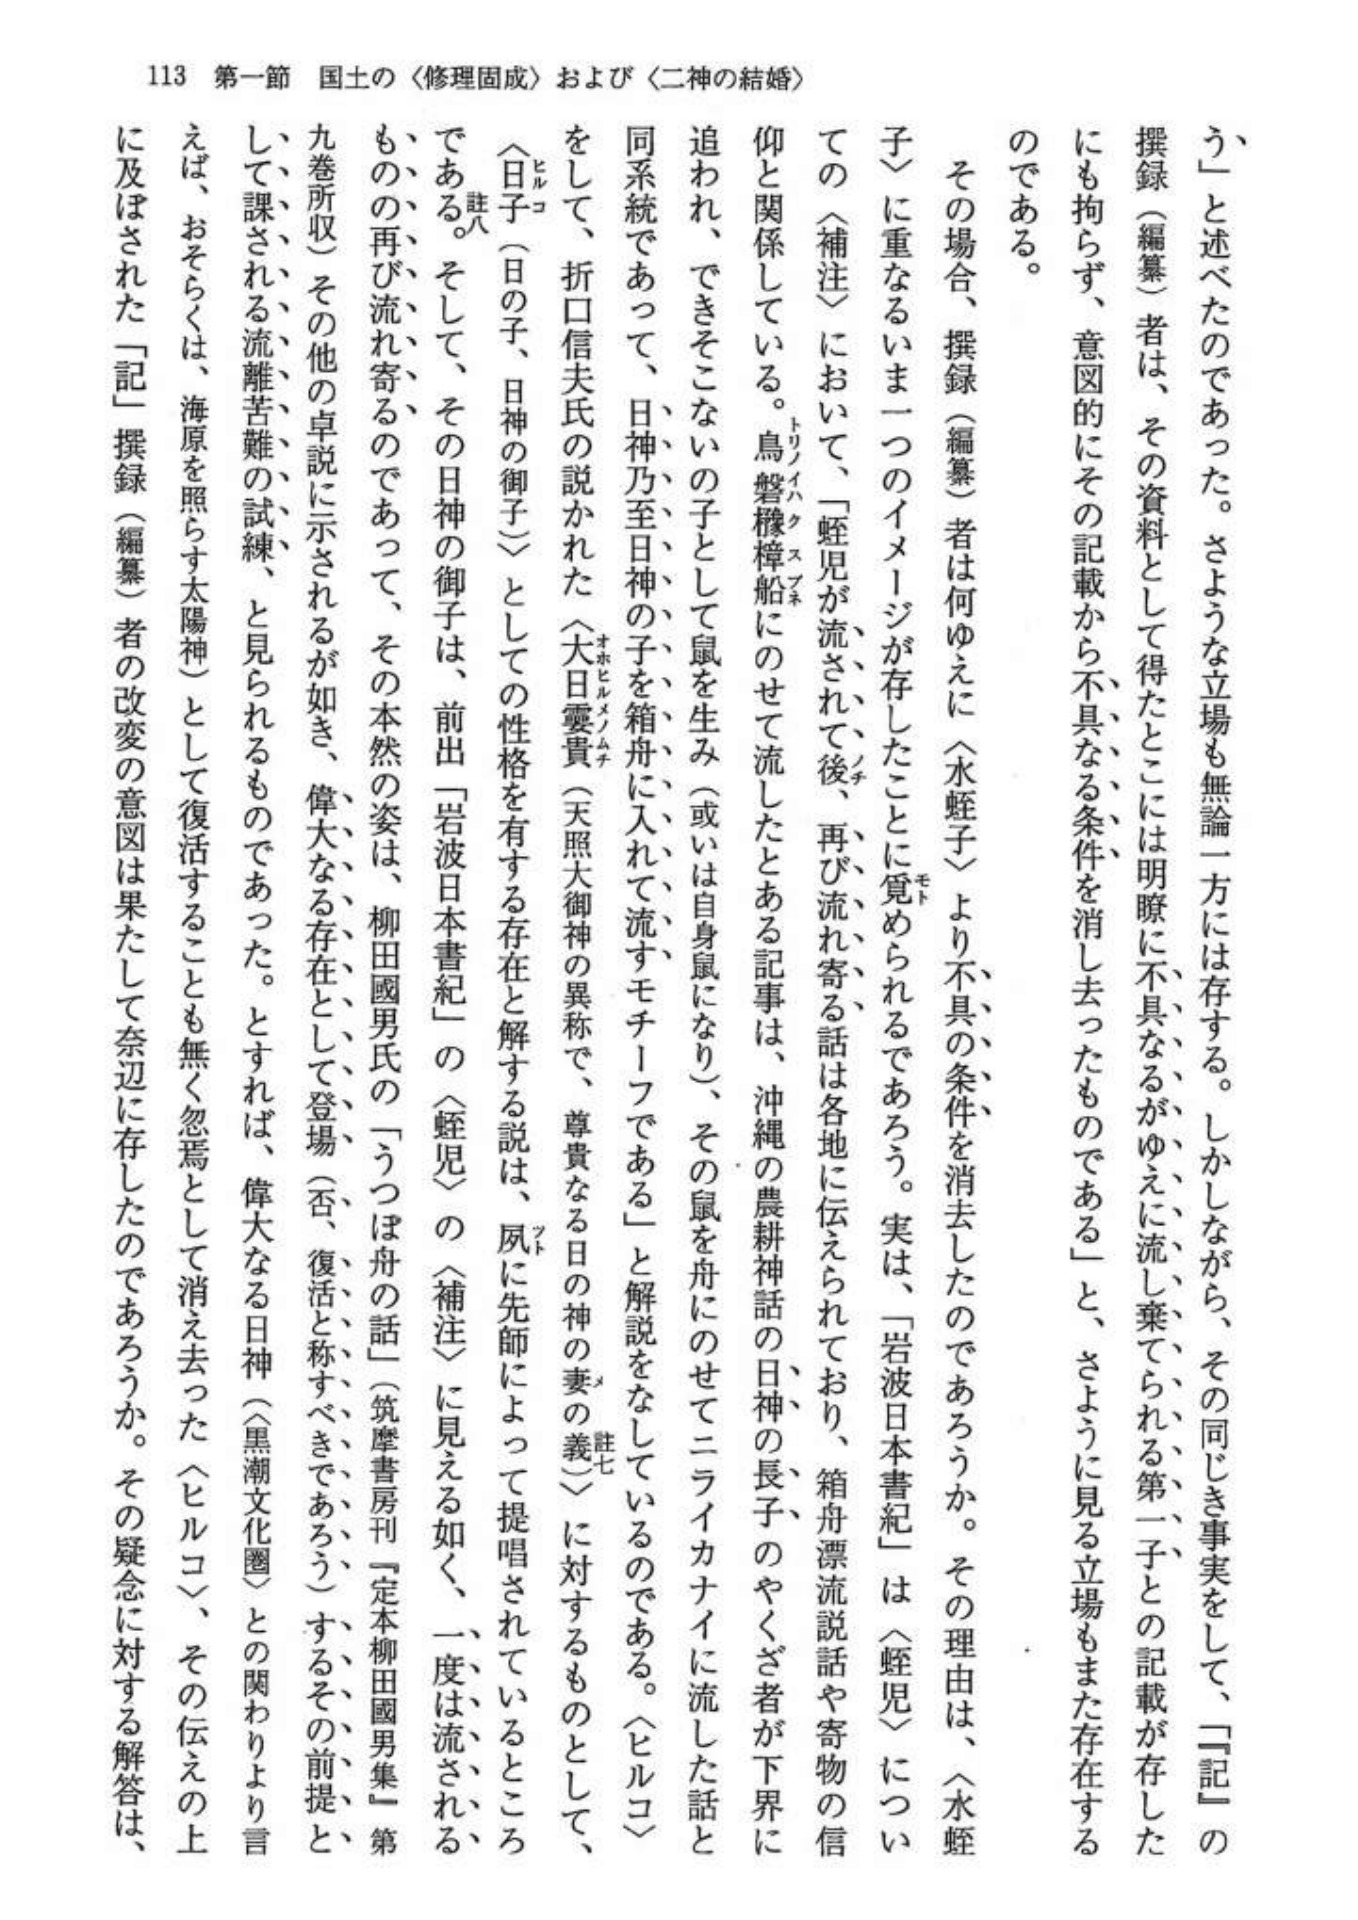 113 第一節 国土の〈修理固成〉および〈二神の結婚〉
う」と述べたのであった。さような立場も無論一方には存する。しかしながら、その同じき事実をして、「『記』の
撰録（編纂）者は、その資料として得たとこには明瞭に不具なるがゆえに流し棄てられる第一子との記載が存した
にも拘らず、意図的にその記載から不具なる条件を消し去ったものである」と、さように見る立場もまた存在する
のである。
その場合、撰録（編纂）者は何ゆえに〈水蛭子〉より不具の条件を消去したのであろうか。その理由は、〈水蛭
子〉に重なるいま一つのイメージが存したことに覓められるであろう。実は、「岩波日本書紀」は〈蛭児〉につい
ての〈補注〉において、「蛭児が流されて後、再び流れ寄る話は各地に伝えられており、箱舟漂流説話や寄物の信
仰と関係している。鳥磐櫲樟船にのせて流したとある記事は、沖縄の農耕神話の日神の長子のやくざ者が下界に
追われ、できそこないの子として鼠を生み（或いは自身鼠になり）、その鼠を舟にのせてニライカナイに流した話と
同系統であって、日神乃至日神の子を箱舟に入れて流すモチーフである」と解説をなしているのである。〈ヒルコ〉
をして、折口信夫氏の説かれた〈大日孁貴（天照大御神の異称で、尊貴なる日の神の妻の義）〉に対するものとして、
〈日子（日の子、日神の御子）〉としての性格を有する存在と解する説は、夙に先師によって提唱されているところ
である。そして、その日神の御子は、前出「岩波日本書紀」の〈蛭児〉の〈補注〉に見える如く、一度は流される
ものの再び流れ寄るのであって、その本然の姿は、柳田國男氏の「うつぼ舟の話」（筑摩書房刊『定本柳田國男集』第
九巻所収）その他の卓説に示されるが如き、偉大なる存在として登場（否、復活と称すべきであろう）するその前提と
して課される流離苦難の試練、と見られるものであった。とすれば、偉大なる日神（〈黒潮文化圏〉との関わりより言
えば、おそらくは、海原を照らす太陽神）として復活することも無く忽焉として消え去った〈ヒルコ〉、その伝えの上
に及ぼされた「記」撰録（編纂）者の改変の意図は果たして奈辺に存したのであろうか。その疑念に対する解答は、